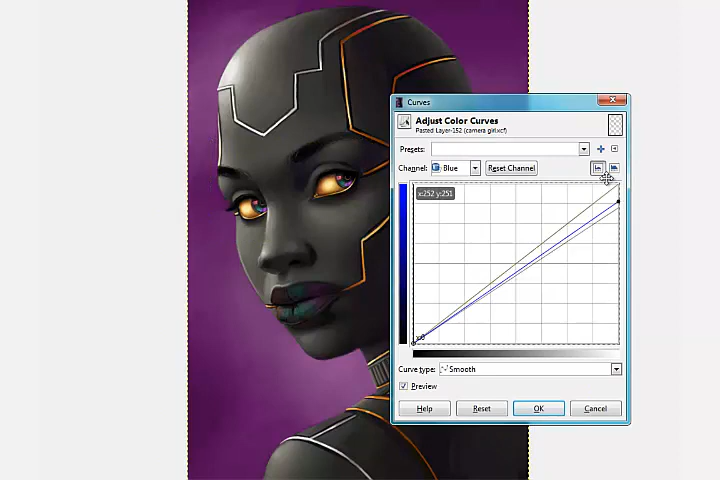 Curves
Adjust Color Curves
Pasted Layer-152 (camera girl.xcf)
Presets:
Channel: Blue Reset Channel
x:252 y:251
Curve type: Smooth
Preview
Help Reset OK Cancel